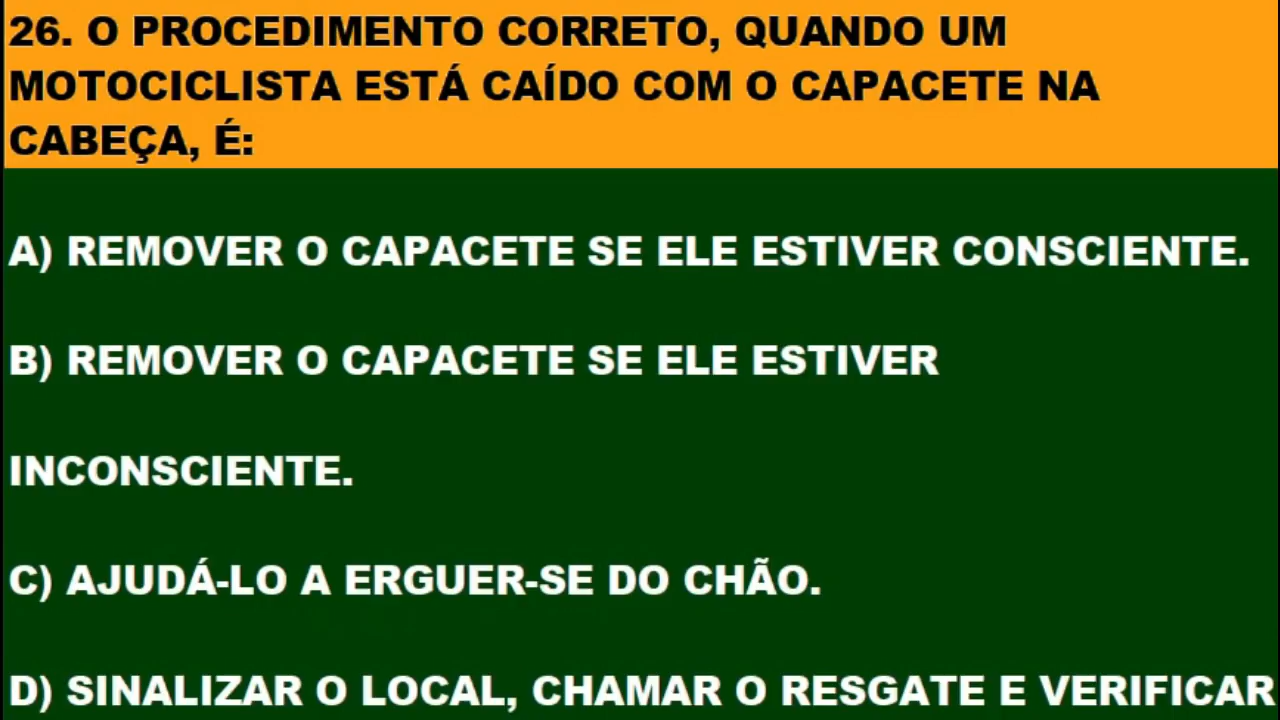 26. O PROCEDIMENTO CORRETO, QUANDO UM
MOTOCICLISTA ESTÁ CAÍDO COM O CAPACETE NA
CABEÇA, É:
A) REMOVER O CAPACETE SE ELE ESTIVER CONSCIENTE.
B) REMOVER O CAPACETE SE ELE ESTIVER
INCONSCIENTE.
C) AJUDÁ-LO A ERGUER-SE DO CHÃO.
D) SINALIZAR O LOCAL, CHAMAR O RESGATE E VERIFICAR